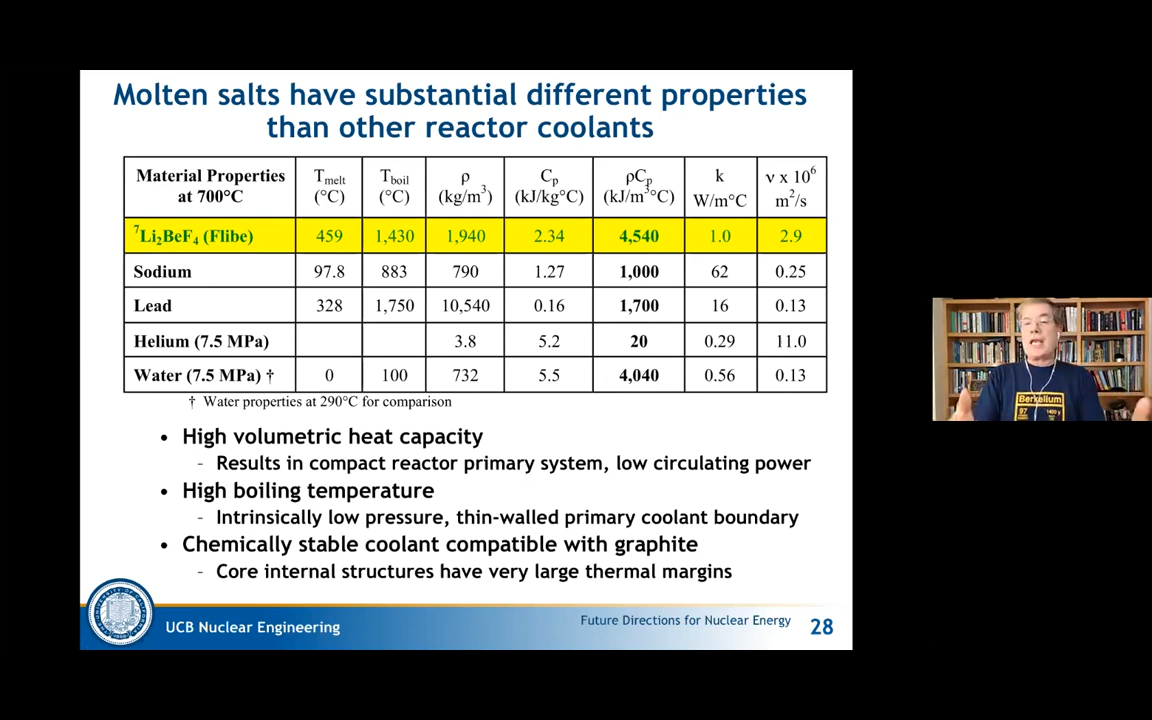 Molten salts have substantial different properties
than other reactor coolants
Material Properties at 700°C | Tmelt (°C) | Tboil (°C) | ρ (kg/m³) | Cp (kJ/kg°C) | ρCp (kJ/m³°C) | k W/m°C | ν x 10⁶ m²/s
⁷Li₂BeF₄ (Flibe) | 459 | 1,430 | 1,940 | 2.34 | 4,540 | 1.0 | 2.9
Sodium | 97.8 | 883 | 790 | 1.27 | 1,000 | 62 | 0.25
Lead | 328 | 1,750 | 10,540 | 0.16 | 1,700 | 16 | 0.13
Helium (7.5 MPa) | | | 3.8 | 5.2 | 20 | 0.29 | 11.0
Water (7.5 MPa) † | 0 | 100 | 732 | 5.5 | 4,040 | 0.56 | 0.13
† Water properties at 290°C for comparison
• High volumetric heat capacity
- Results in compact reactor primary system, low circulating power
• High boiling temperature
- Intrinsically low pressure, thin-walled primary coolant boundary
• Chemically stable coolant compatible with graphite
- Core internal structures have very large thermal margins
UCB Nuclear Engineering
Future Directions for Nuclear Energy
28
Berkelium
97